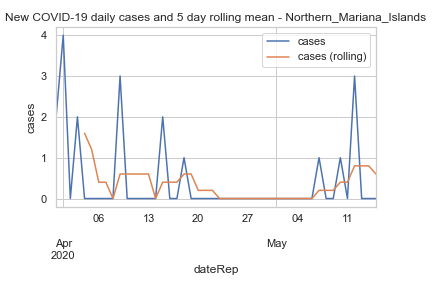 New COVID-19 daily cases and 5 day rolling mean - Northern_Mariana_Islands
cases
cases (rolling)
4
3
2
1
0
cases
06
13
20
27
04
11
Apr
2020
May
dateRep